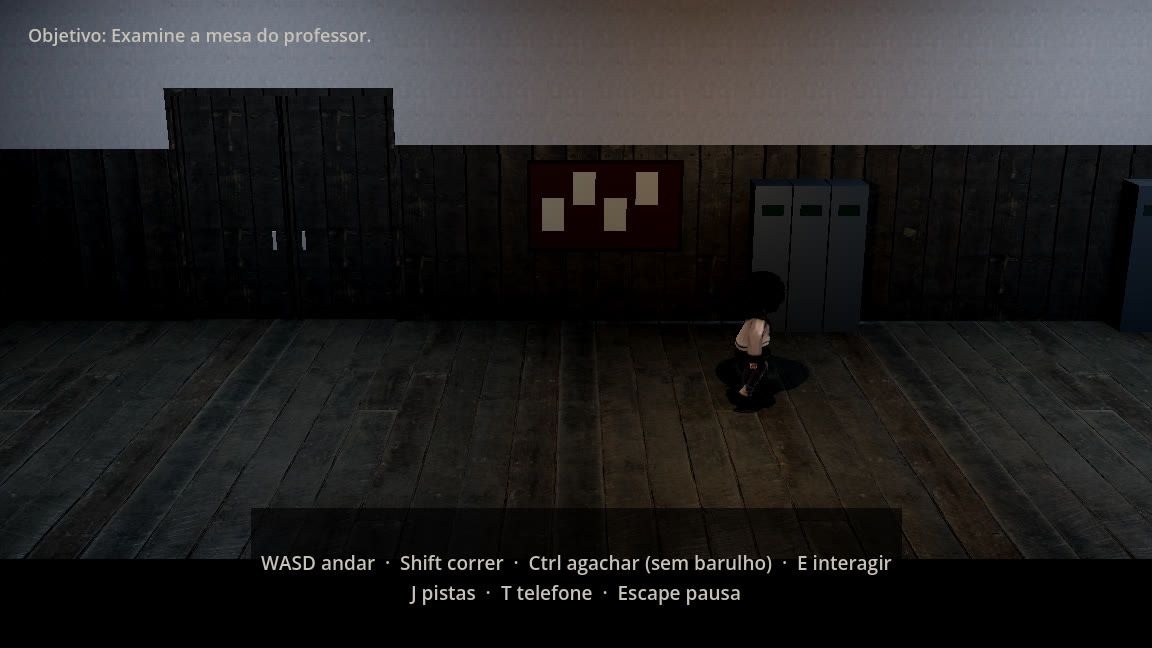 Objetivo: Examine a mesa do professor.
WASD andar · Shift correr · Ctrl agachar (sem barulho) · E interagir
J pistas · T telefone · Escape pausa